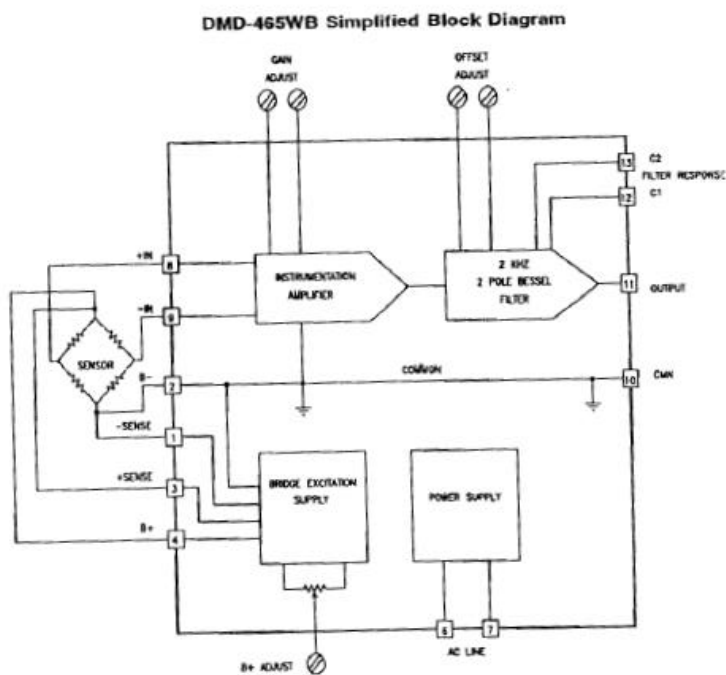 DMD-465WB Simplified Block Diagram
GAIN
ADJUST
OFFSET
ADJUST
13
C2
FILTER RESPONSE
12
C1
+IN
8
INSTRUMENTATION
AMPLIFIER
2 KHZ
2 POLE BESSEL
FILTER
11
OUTPUT
-IN
9
SENSOR
B-
2
COMMON
10
CMN
-SENSE
1
+SENSE
3
BRIDGE EXCITATION
SUPPLY
POWER SUPPLY
B+
4
6
7
AC LINE
B+ ADJUST